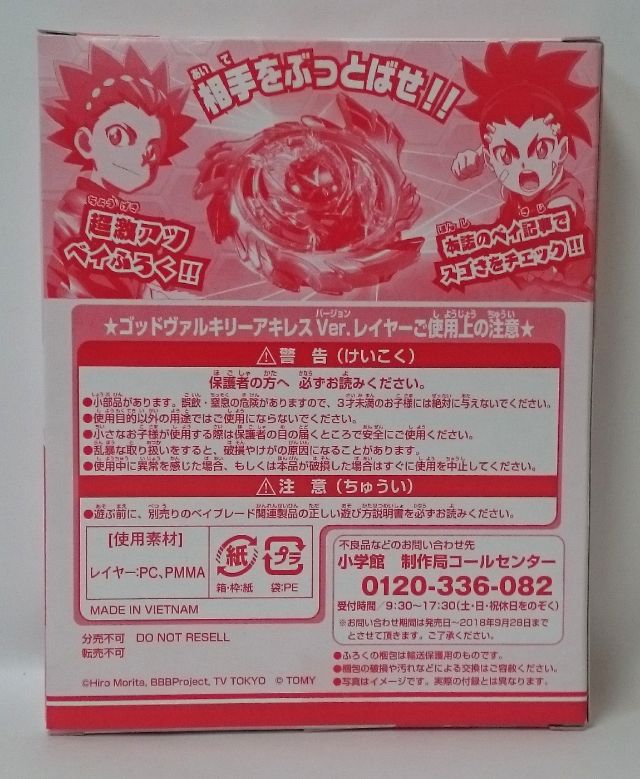 相手をぶっとばせ!!
超激アツ
ベイふろく!!
本誌のベイ記事で
スゴさをチェック!!
★ゴッドヴァルキリーアキレスVer.レイヤーご使用上の注意★
⚠警告(けいこく)
保護者の方へ 必ずお読みください。
●小部品があります。誤飲・窒息の危険がありますので、3才未満のお子様には絶対に与えないでください。
●使用目的以外の用途ではご使用にならないでください。
●小さなお子様が使用する際は保護者の目の届くところで安全にご使用ください。
●乱暴な取り扱いをすると、破損やけがの原因になることがあります。
●使用中に異常を感じた場合、もしくは本品が破損した場合はすぐに使用を中止してください。
⚠注意(ちゅうい)
●遊ぶ前に、別売りのベイブレード関連製品の正しい遊び方説明書を必ずお読みください。
[使用素材]
レイヤー:PC、PMMA
MADE IN VIETNAM
紙
箱・枠:紙
プラ
袋:PE
不良品などのお問い合わせ先
小学館 制作局コールセンター
0120-336-082
受付時間/9:30~17:30(土・日・祝休日をのぞく)
※お問い合わせ期間は発売日~2018年9月28日まで
とさせて頂きます。ご了承ください。
分売不可 DO NOT RESELL
転売不可
●ふろくの梱包は輸送保護用のものです。
●梱包の破損や汚れなどによる交換はご容赦ください。
●写真はイメージです。実際の付録とは異なります。
©Hiro Morita, BBBProject, TV TOKYO © TOMY